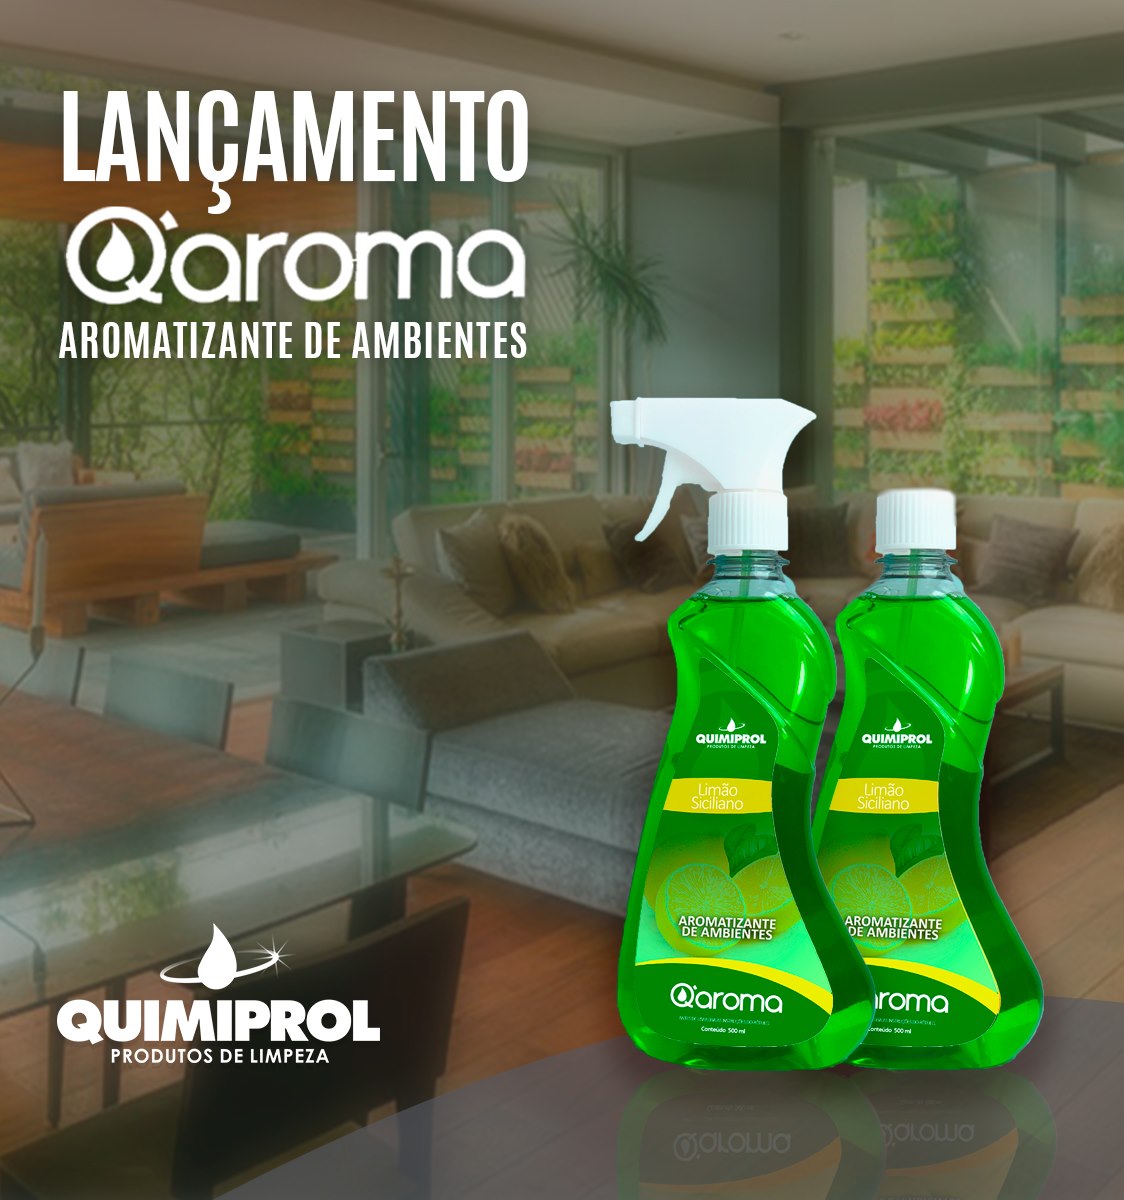 LANÇAMENTO
Q'aroma
AROMATIZANTE DE AMBIENTES
QUIMIPROL
PRODUTOS DE LIMPEZA
Limão
Siciliano
AROMATIZANTE
DE AMBIENTES
Q'aroma
Conteúdo 500 ml
QUIMIPROL
PRODUTOS DE LIMPEZA
Limão
Siciliano
AROMATIZANTE
DE AMBIENTES
aroma
Conteúdo 500 ml
QUIMIPROL
PRODUTOS DE LIMPEZA